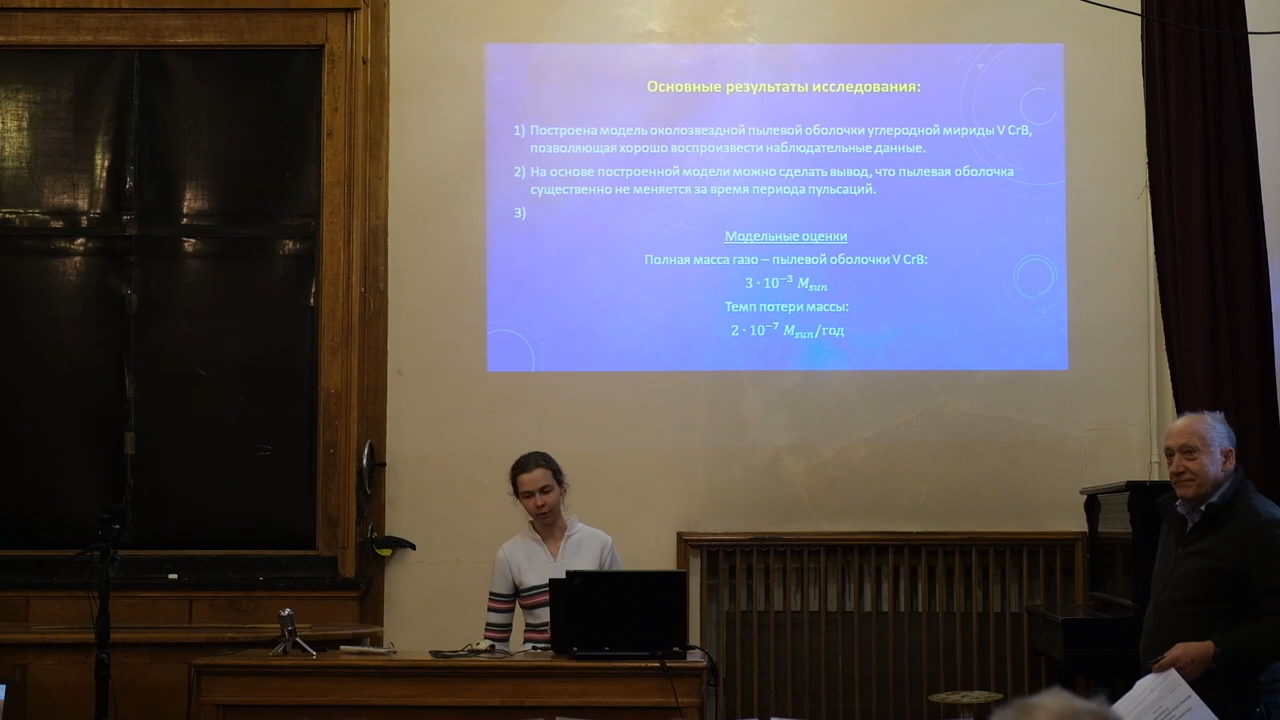 Основные результаты исследования:
1) Построена модель околозвездной пылевой оболочки углеродной мириды V CrB,
позволяющая хорошо воспроизвести наблюдательные данные.
2) На основе построенной модели можно сделать вывод, что пылевая оболочка
существенно не меняется за время периода пульсаций.
3)
Модельные оценки
Полная масса газо – пылевой оболочки V CrB:
3 · 10⁻³ M_sun
Темп потери массы:
2 · 10⁻⁷ M_sun/год